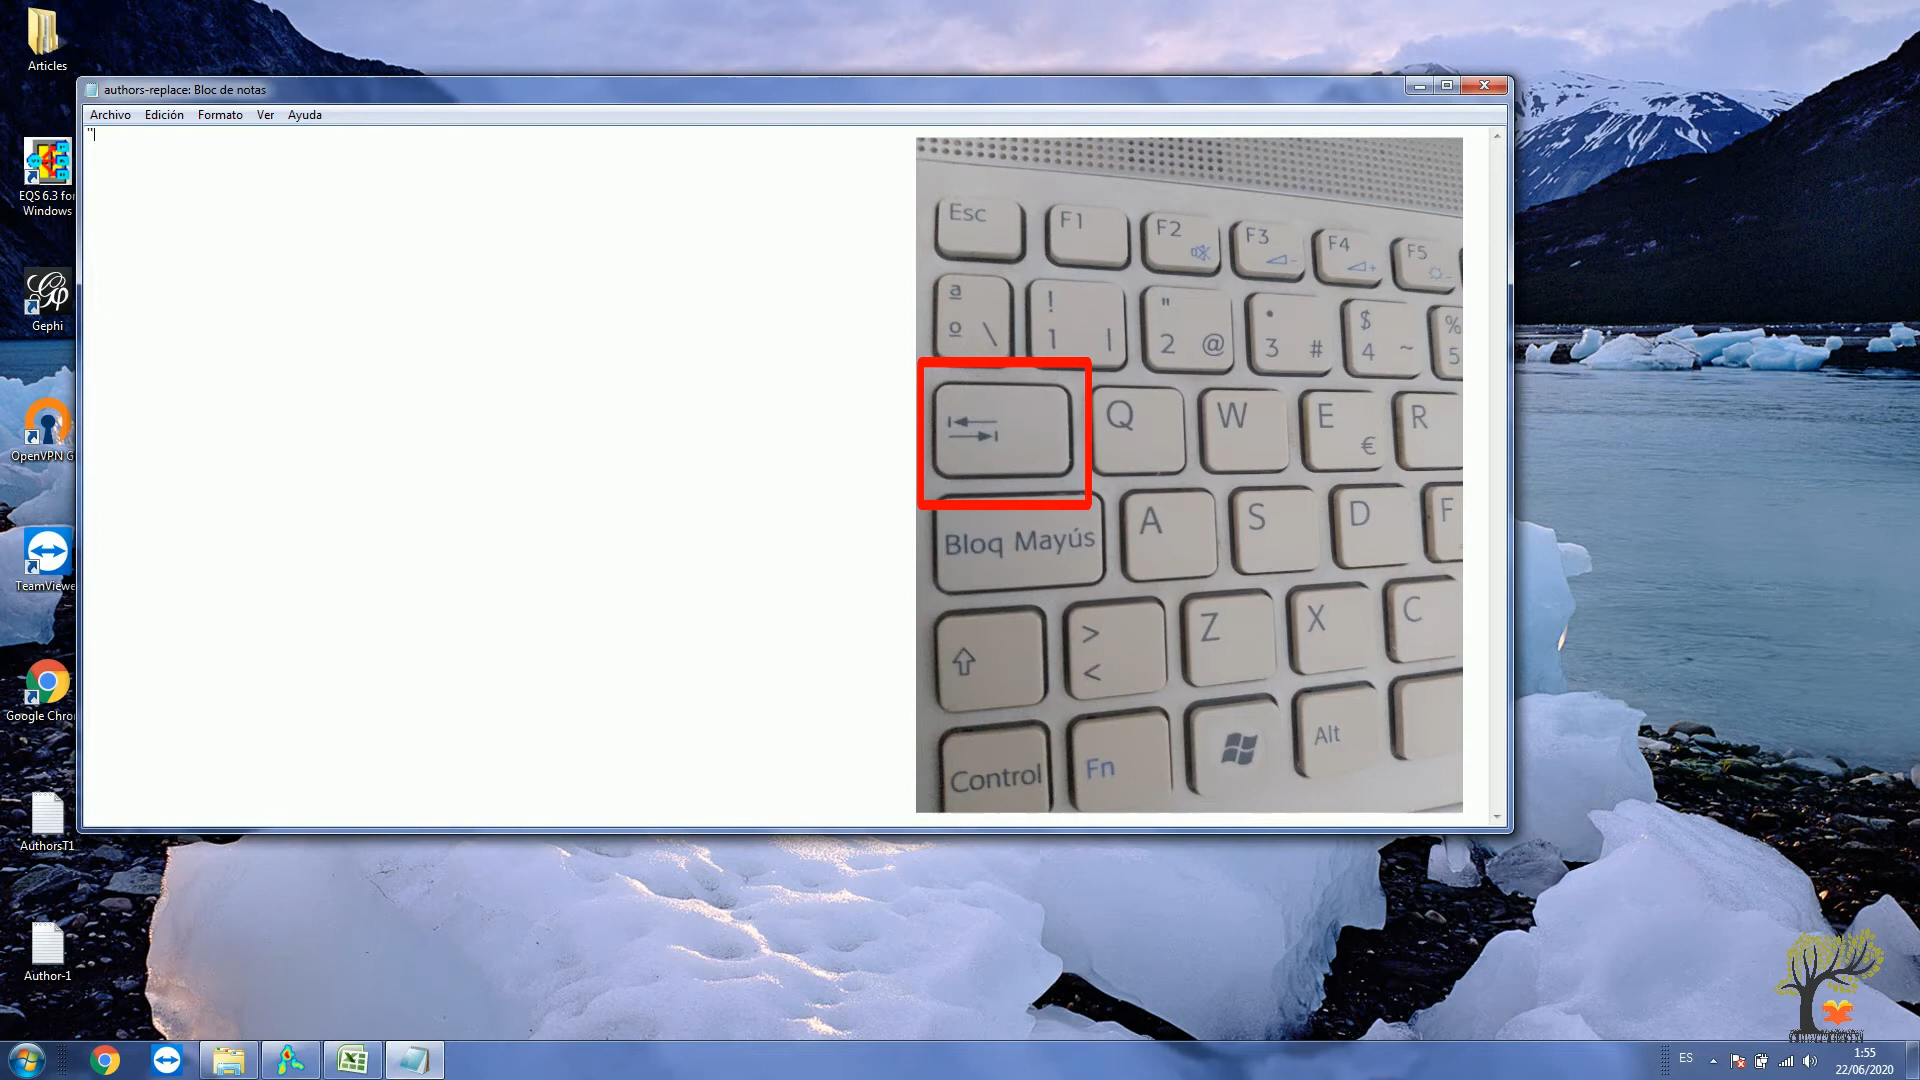 Articles
authors-replace: Bloc de notas
Archivo Edición Formato Ver Ayuda
"
EQS 6.3 for
Windows
Gephi
OpenVPN G
TeamViewe
Google Chro
AuthorsT1
Author-1
Esc F1 F2 F3 F4 F5
ª ! " · $ %
º \ 1 | 2 @ 3 # 4 ~ 5
Q W E € R
Bloq Mayús A S D F
> < Z X C
Control Fn Alt
ES
1:55
22/06/2020